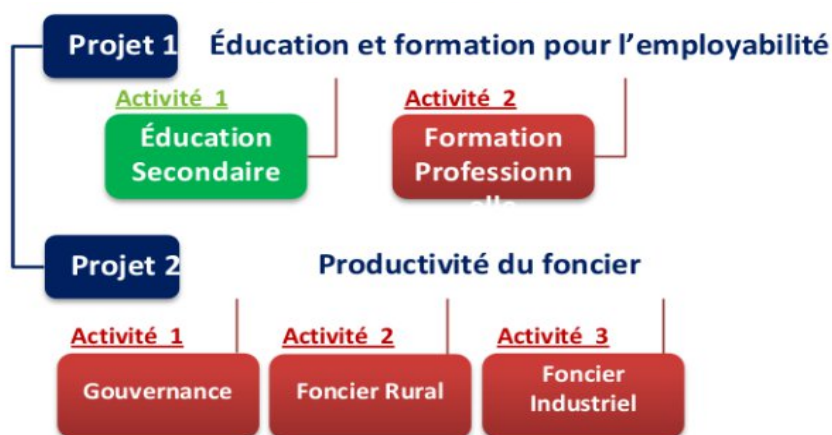 Projet 1 Éducation et formation pour l'employabilité
Activité 1 Activité 2
Éducation
Secondaire
Formation
Professionn
elle
Projet 2 Productivité du foncier
Activité 1 Activité 2 Activité 3
Gouvernance
Foncier Rural
Foncier
Industriel